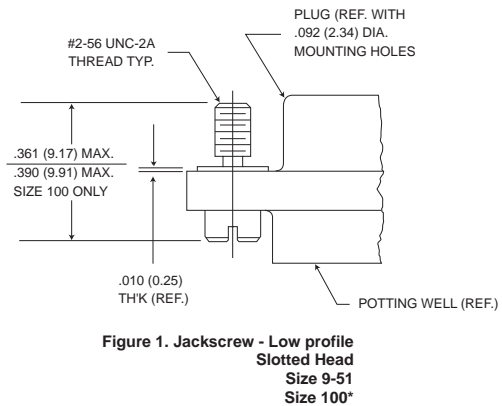 PLUG (REF. WITH
.092 (2.34) DIA.
MOUNTING HOLES
#2-56 UNC-2A
THREAD TYP.
.361 (9.17) MAX.
.390 (9.91) MAX.
SIZE 100 ONLY
.010 (0.25)
TH'K (REF.)
POTTING WELL (REF.)
Figure 1. Jackscrew - Low profile
Slotted Head
Size 9-51
Size 100*